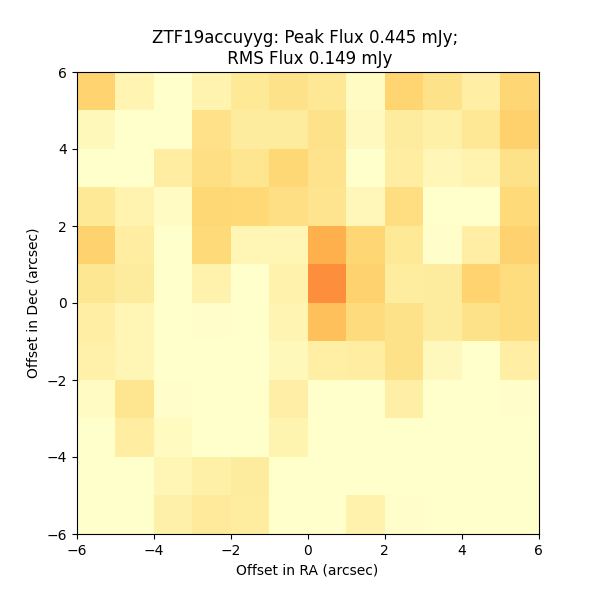 ZTF19accuyyg: Peak Flux 0.445 mJy;
RMS Flux 0.149 mJy
6
4
2
0
−2
−4
−6
Offset in Dec (arcsec)
−6 −4 −2 0 2 4 6
Offset in RA (arcsec)